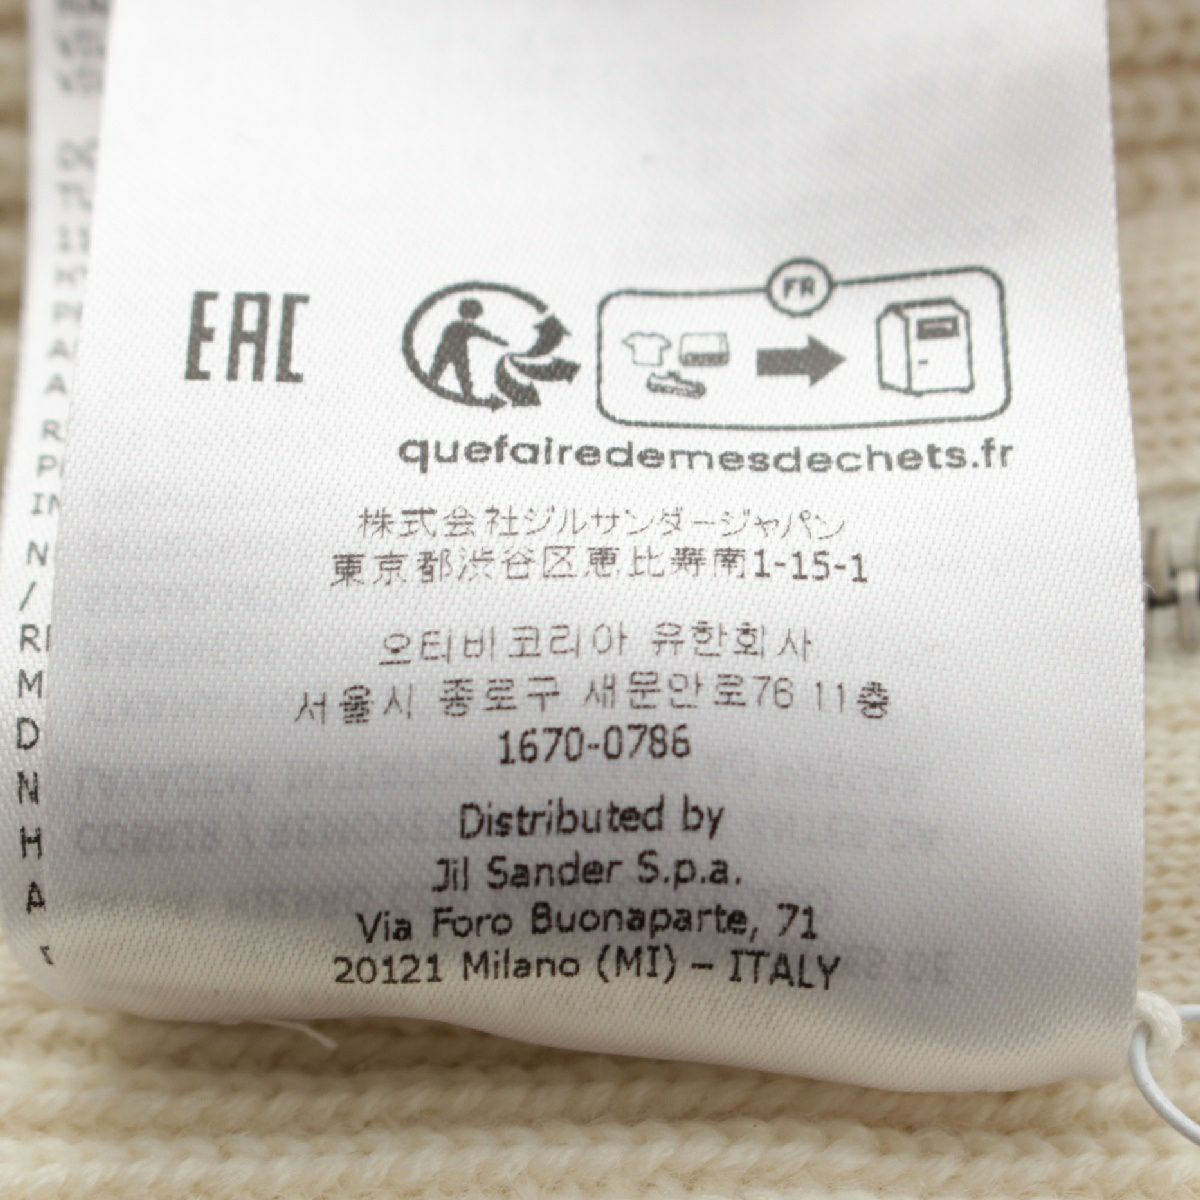 EAC
FR
quefairedemesdechets.fr
株式会社ジルサンダージャパン
東京都渋谷区恵比寿南1-15-1
오티비코리아 유한회사
서울시 종로구 새문안로76 11층
1670-0786
Distributed by
Jil Sander S.p.a.
Via Foro Buonaparte, 71
20121 Milano (MI) – ITALY